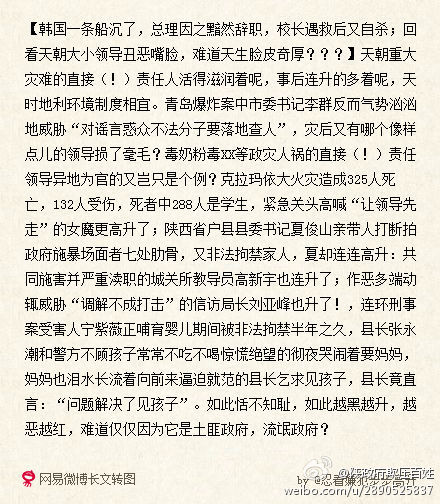 【韩国一条船沉了，总理因之黯然辞职，校长遇救后又自杀；回
看天朝大小领导丑恶嘴脸，难道天生脸皮奇厚？？？】天朝重大
灾难的直接（！）责任人活得滋润着呢，事后连升的多着呢，天
时地利环境制度相宜。青岛爆炸案中市委书记李群反而气势汹汹
地威胁“对谣言惑众不法分子要落地查人”，灾后又有哪个像样
点儿的领导损了毫毛？毒奶粉毒XX等政灾人祸的直接（！）责任
领导异地为官的又岂只是个例？克拉玛依大火灾造成325人死
亡，132人受伤，死者中288人是学生，紧急关头高喊“让领导先
走”的女魔更高升了；陕西省户县县委书记夏俊山亲带人打断拍
政府施暴场面者七处肋骨，又非法拘禁家人，夏却连连高升：共
同施害并严重渎职的城关所教导员高新宇也连升了；作恶多端动
辄威胁“调解不成打击”的信访局长刘亚峰也升了！，连环刑事
案受害人宁紫薇正哺育婴儿期间被非法拘禁半年之久，县长张永
潮和警方不顾孩子常常不吃不喝惊慌绝望的彻夜哭闹着要妈妈，
妈妈也泪水长流着向前来逼迫就范的县长乞求见孩子，县长竟直
言：“问题解决了见孩子”。如此恬不知耻，如此越黑越升，越
恶越红，难道仅仅因为它是土匪政府，流氓政府？
网易微博长文转图
weibo.com/u/2890525837